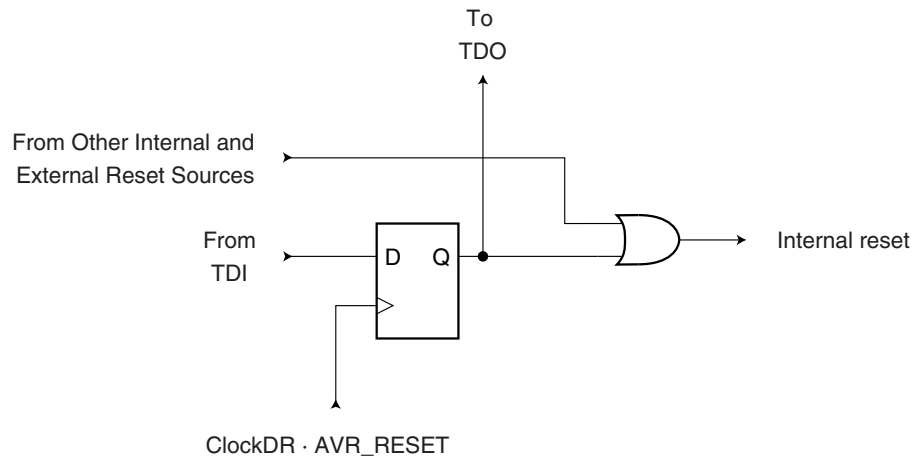 To
TDO
From Other Internal and
External Reset Sources
From
TDI
D Q
Internal reset
ClockDR · AVR_RESET